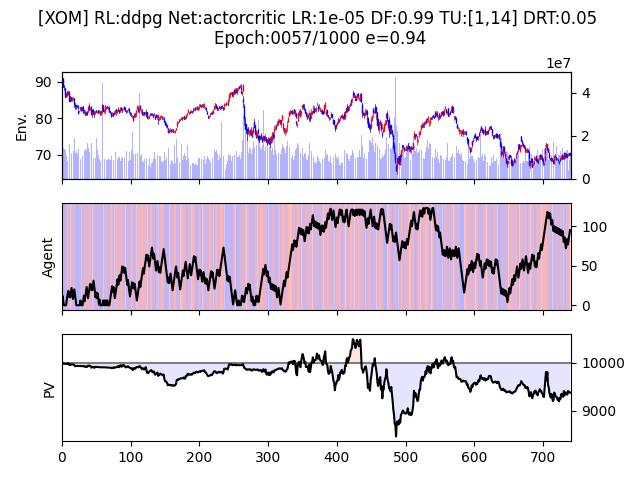 [XOM] RL:ddpg Net:actorcritic LR:1e-05 DF:0.99 TU:[1,14] DRT:0.05
Epoch:0057/1000 e=0.94
1e7
90
80
70
Env.
4
2
0
Agent
100
50
0
PV
10000
9000
0 100 200 300 400 500 600 700